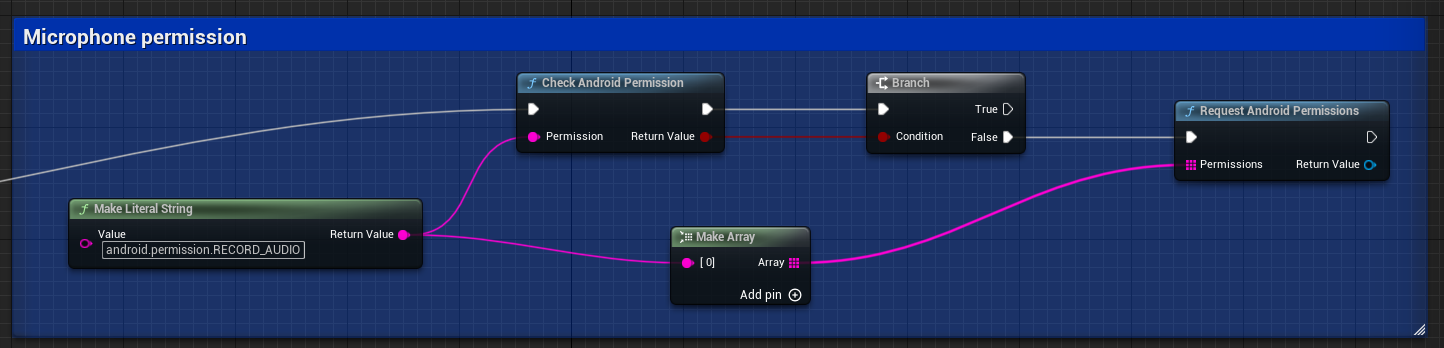 Microphone permission
Check Android Permission
Permission
Return Value
Branch
True
Condition
False
Request Android Permissions
Permissions
Return Value
Make Literal String
Value
Return Value
android.permission.RECORD_AUDIO
Make Array
[ 0]
Array
Add pin